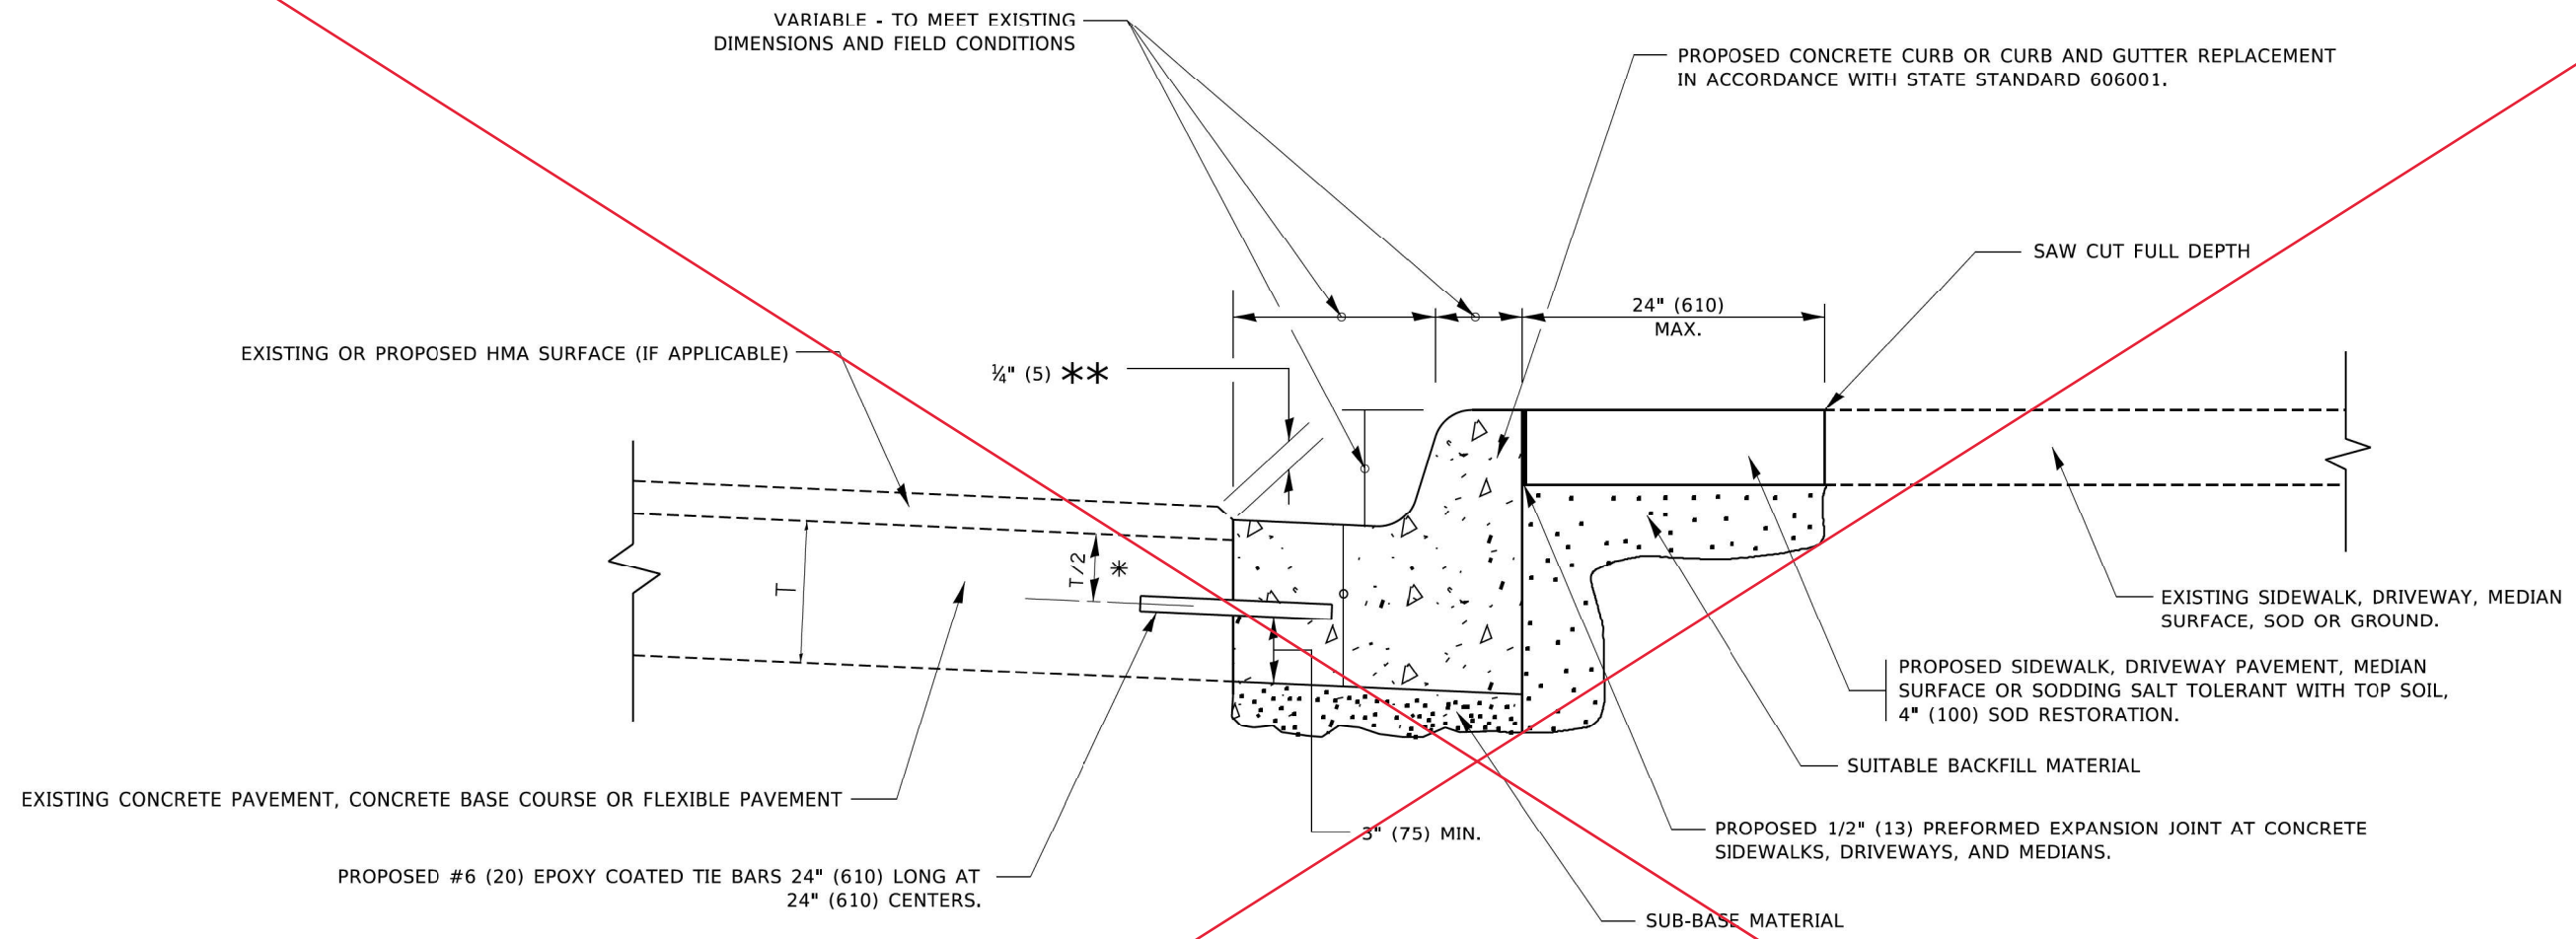 VARIABLE - TO MEET EXISTING
DIMENSIONS AND FIELD CONDITIONS
PROPOSED CONCRETE CURB OR CURB AND GUTTER REPLACEMENT
IN ACCORDANCE WITH STATE STANDARD 606001.
SAW CUT FULL DEPTH
24" (610)
MAX.
EXISTING OR PROPOSED HMA SURFACE (IF APPLICABLE)
¼" (5) **
T
T/2
*
EXISTING SIDEWALK, DRIVEWAY, MEDIAN
SURFACE, SOD OR GROUND.
PROPOSED SIDEWALK, DRIVEWAY PAVEMENT, MEDIAN
SURFACE OR SODDING SALT TOLERANT WITH TOP SOIL,
4" (100) SOD RESTORATION.
SUITABLE BACKFILL MATERIAL
EXISTING CONCRETE PAVEMENT, CONCRETE BASE COURSE OR FLEXIBLE PAVEMENT
3" (75) MIN.
PROPOSED 1/2" (13) PREFORMED EXPANSION JOINT AT CONCRETE
SIDEWALKS, DRIVEWAYS, AND MEDIANS.
PROPOSED #6 (20) EPOXY COATED TIE BARS 24" (610) LONG AT
24" (610) CENTERS.
SUB-BASE MATERIAL